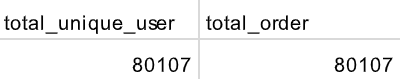 total_unique_user total_order
80107 80107